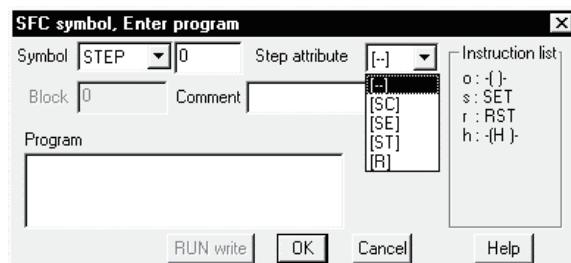 SFC symbol, Enter program
Symbol STEP 0 Step attribute [--]
Block 0 Comment
[--]
[SC]
[SE]
[ST]
[R]
Instruction list
o : -( )-
s : SET
r : RST
h : -(H )-
Program
RUN write OK Cancel Help